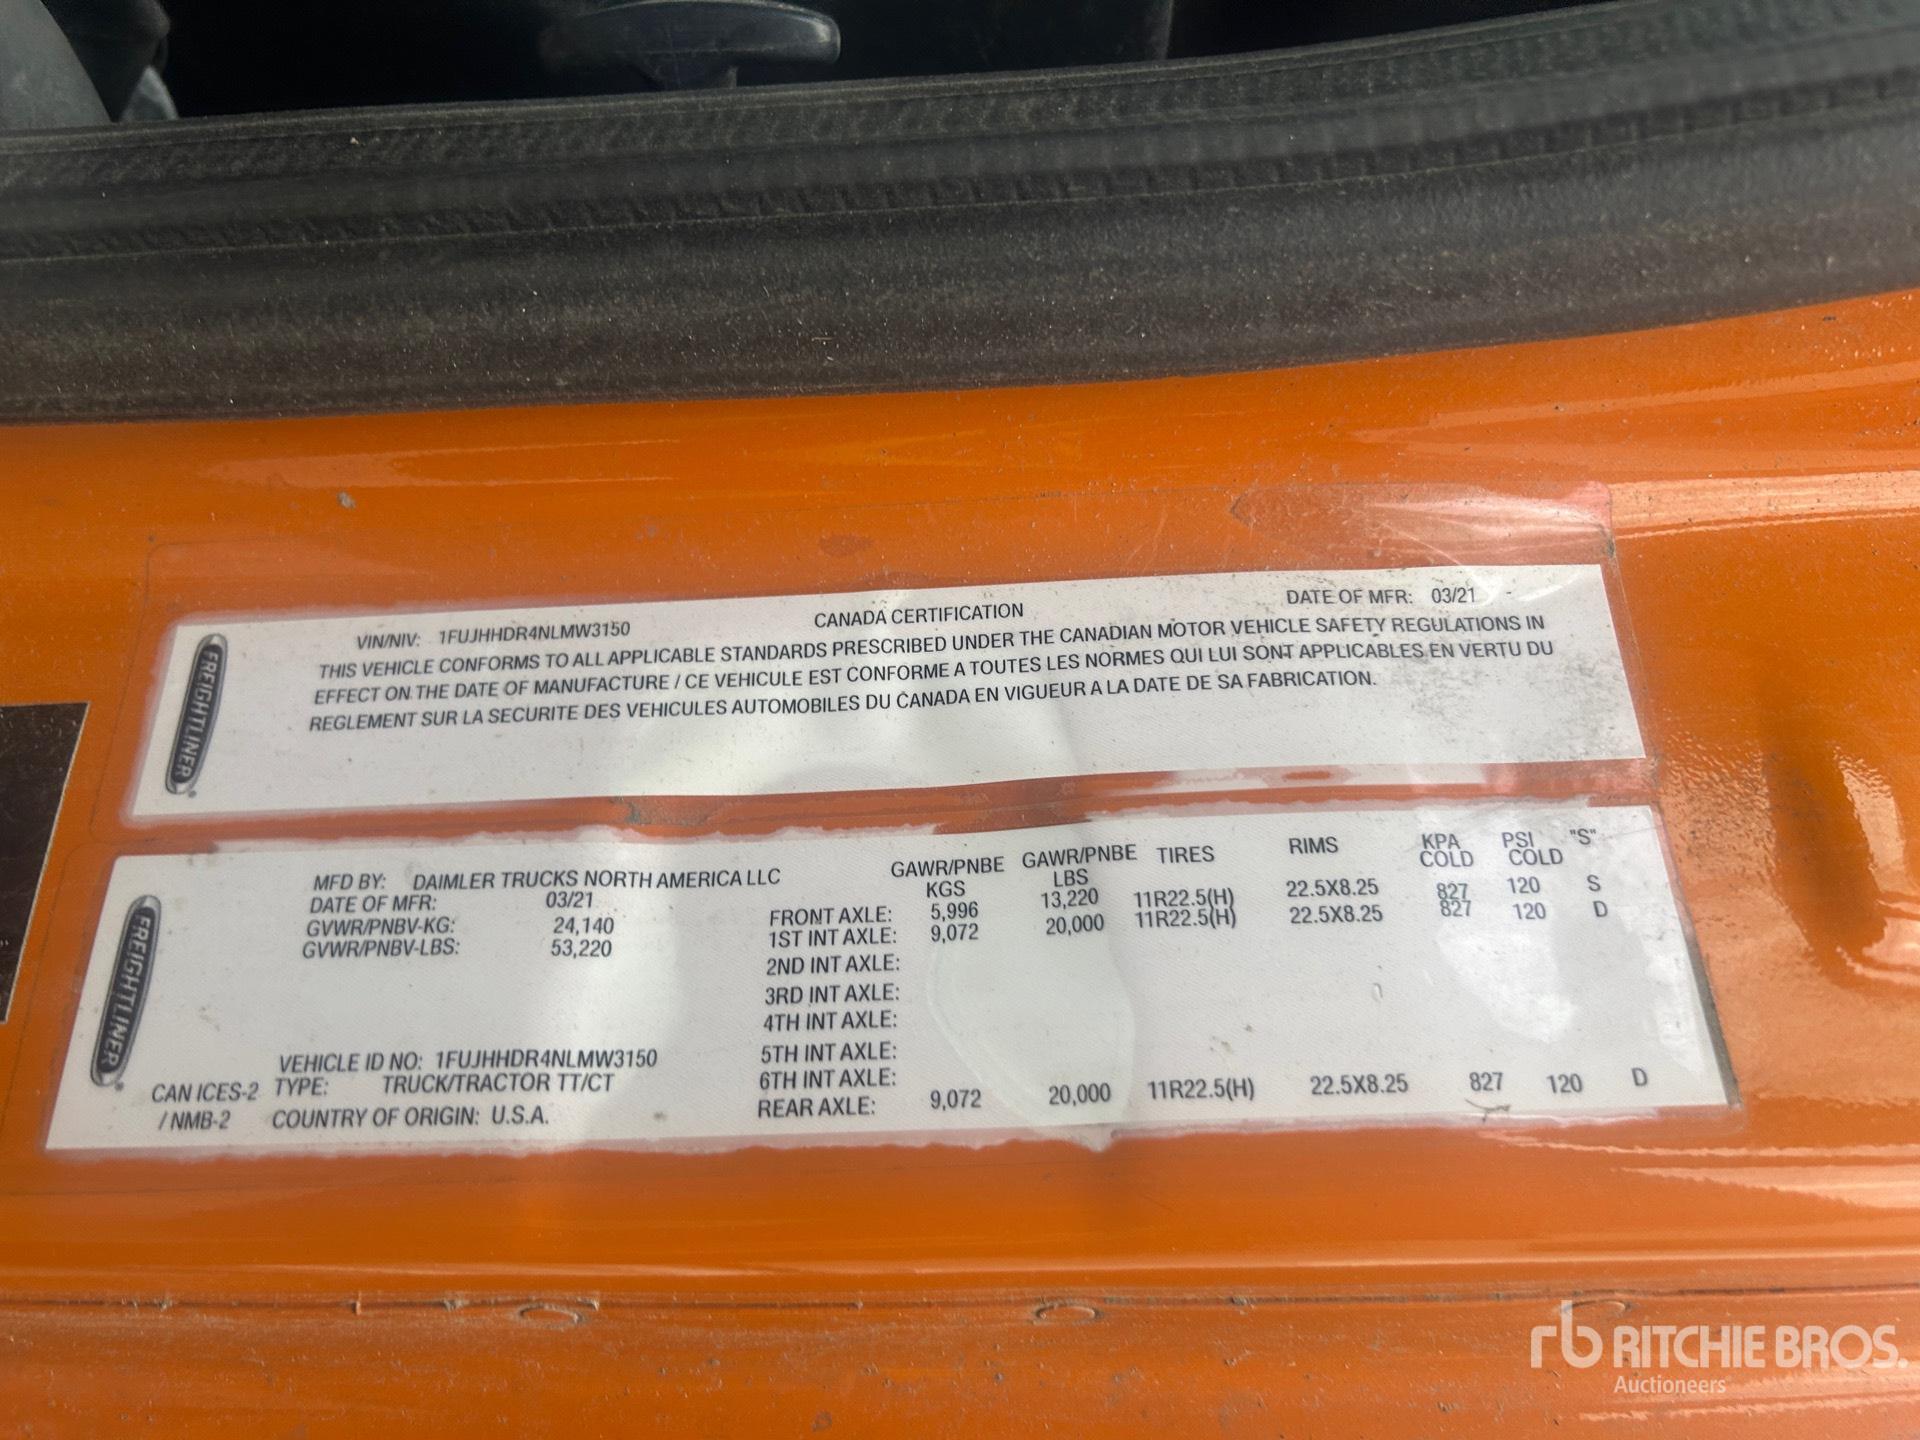 FREIGHTLINER
CANADA CERTIFICATION
VIN/NIV: 1FUJHHDR4NLMW3150
DATE OF MFR: 03/21
THIS VEHICLE CONFORMS TO ALL APPLICABLE STANDARDS PRESCRIBED UNDER THE CANADIAN MOTOR VEHICLE SAFETY REGULATIONS IN
EFFECT ON THE DATE OF MANUFACTURE / CE VEHICULE EST CONFORME A TOUTES LES NORMES QUI LUI SONT APPLICABLES EN VERTU DU
REGLEMENT SUR LA SECURITE DES VEHICULES AUTOMOBILES DU CANADA EN VIGUEUR A LA DATE DE SA FABRICATION.
FREIGHTLINER
MFD BY: DAIMLER TRUCKS NORTH AMERICA LLC
DATE OF MFR: 03/21
GVWR/PNBV-KG: 24,140
GVWR/PNBV-LBS: 53,220
VEHICLE ID NO: 1FUJHHDR4NLMW3150
CAN ICES-2 TYPE: TRUCK/TRACTOR TT/CT
/ NMB-2 COUNTRY OF ORIGIN: U.S.A.
GAWR/PNBE GAWR/PNBE TIRES RIMS KPA PSI "S"
KGS LBS COLD COLD
FRONT AXLE: 5,996 13,220 11R22.5(H) 22.5X8.25 827 120 S
1ST INT AXLE: 9,072 20,000 11R22.5(H) 22.5X8.25 827 120 D
2ND INT AXLE:
3RD INT AXLE:
4TH INT AXLE:
5TH INT AXLE:
6TH INT AXLE:
REAR AXLE: 9,072 20,000 11R22.5(H) 22.5X8.25 827 120 D
rb RITCHIE BROS.
Auctioneers